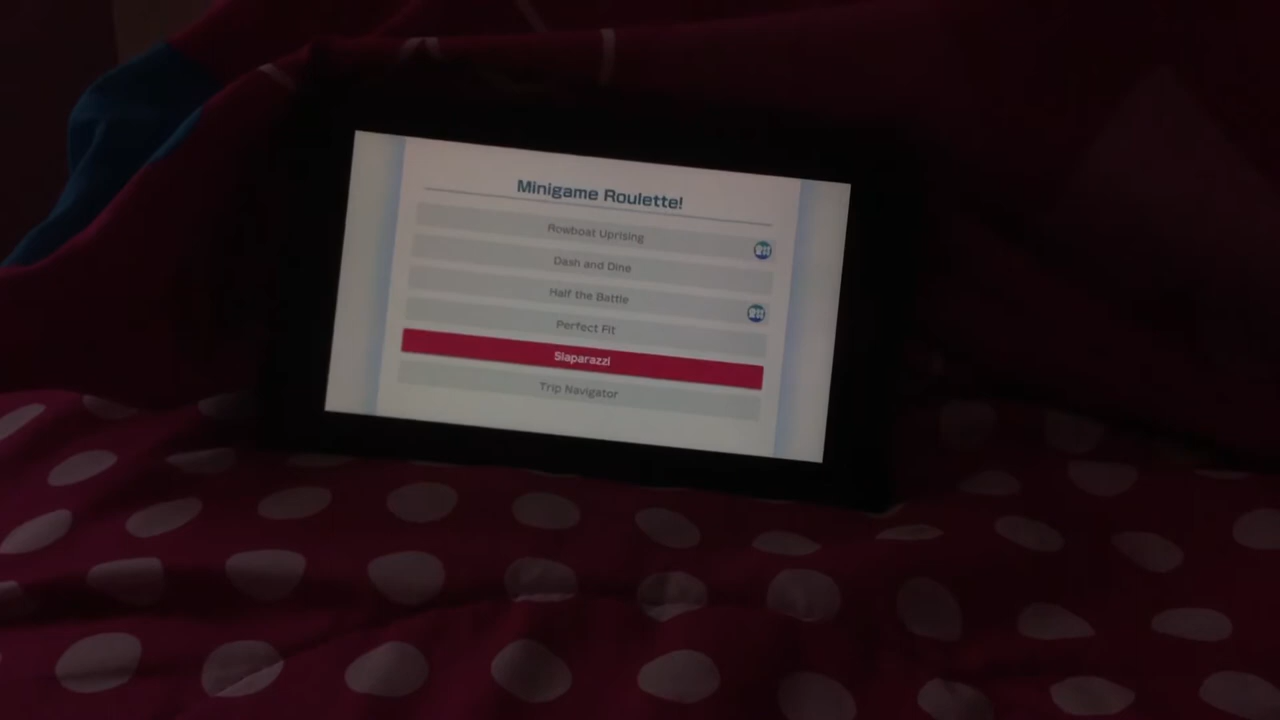 Minigame Roulette!
Rowboat Uprising
Dash and Dine
Half the Battle
Perfect Fit
Slaparazzi
Trip Navigator